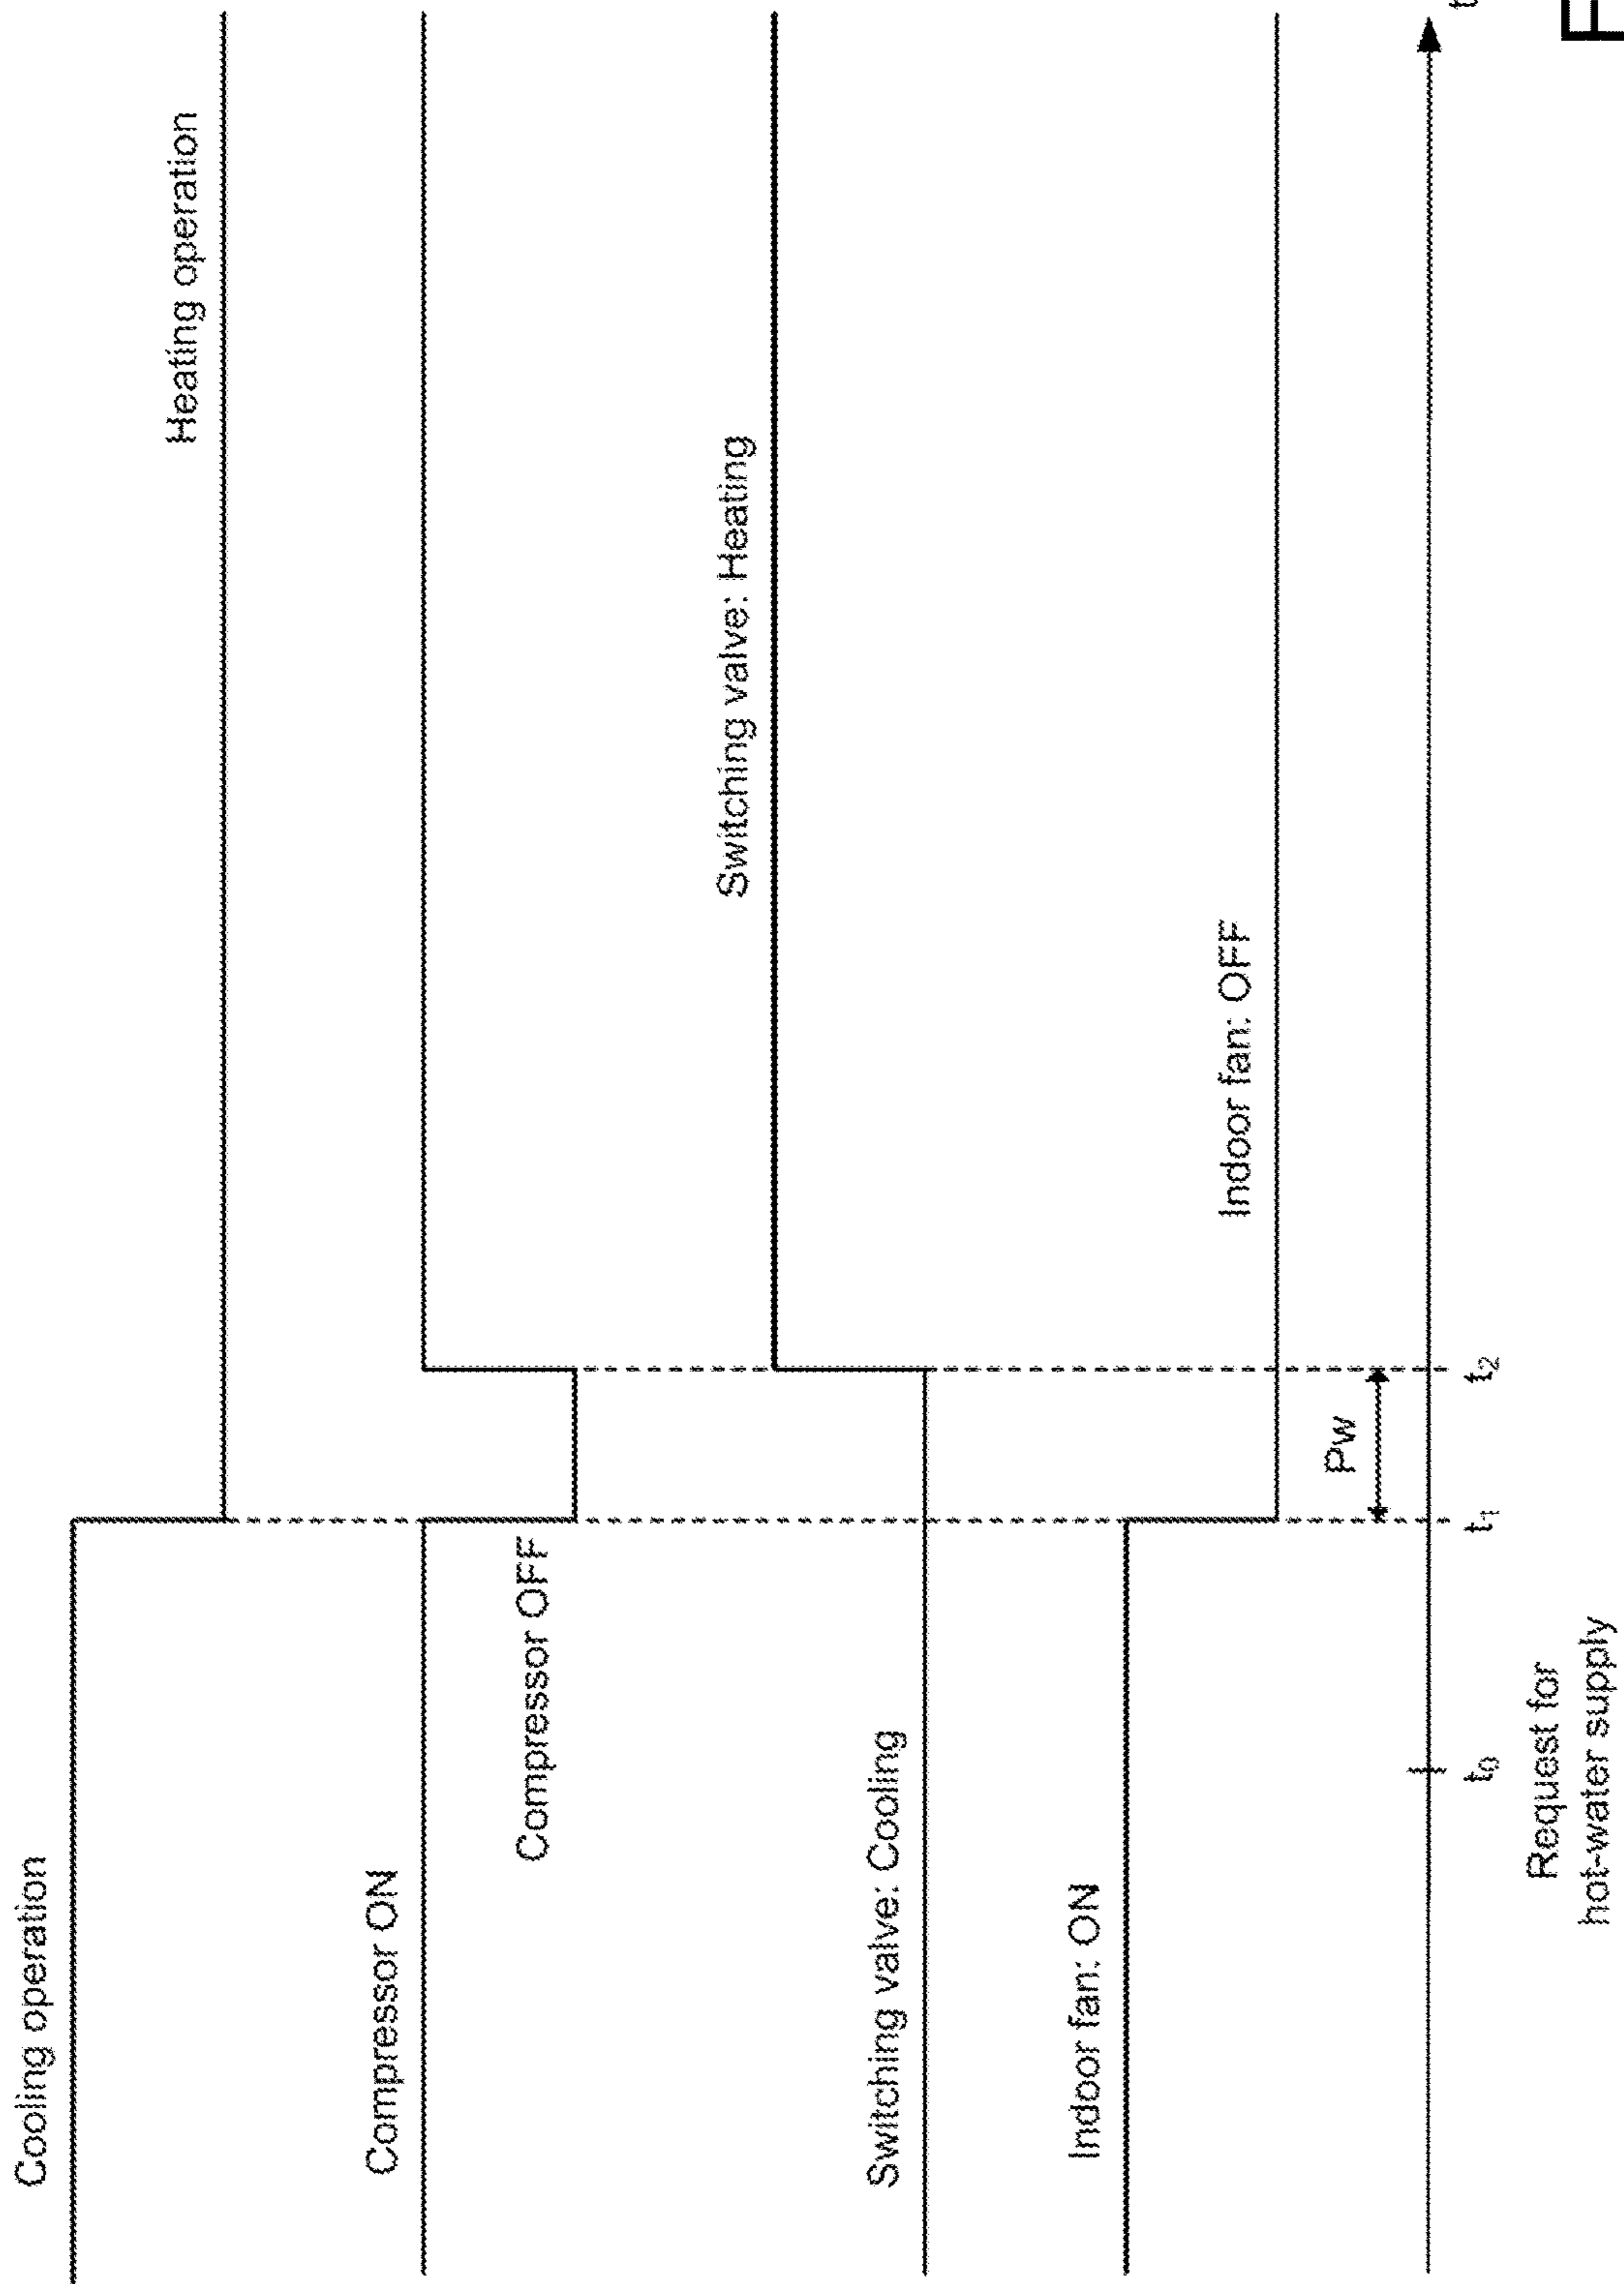 Cooling operation
Heating operation
Compressor ON
Compressor OFF
Switching valve: Heating
Switching valve: Cooling
Indoor fan: ON
Indoor fan: OFF
Pw
t0
t1
t2
t
Request for
hot-water supply